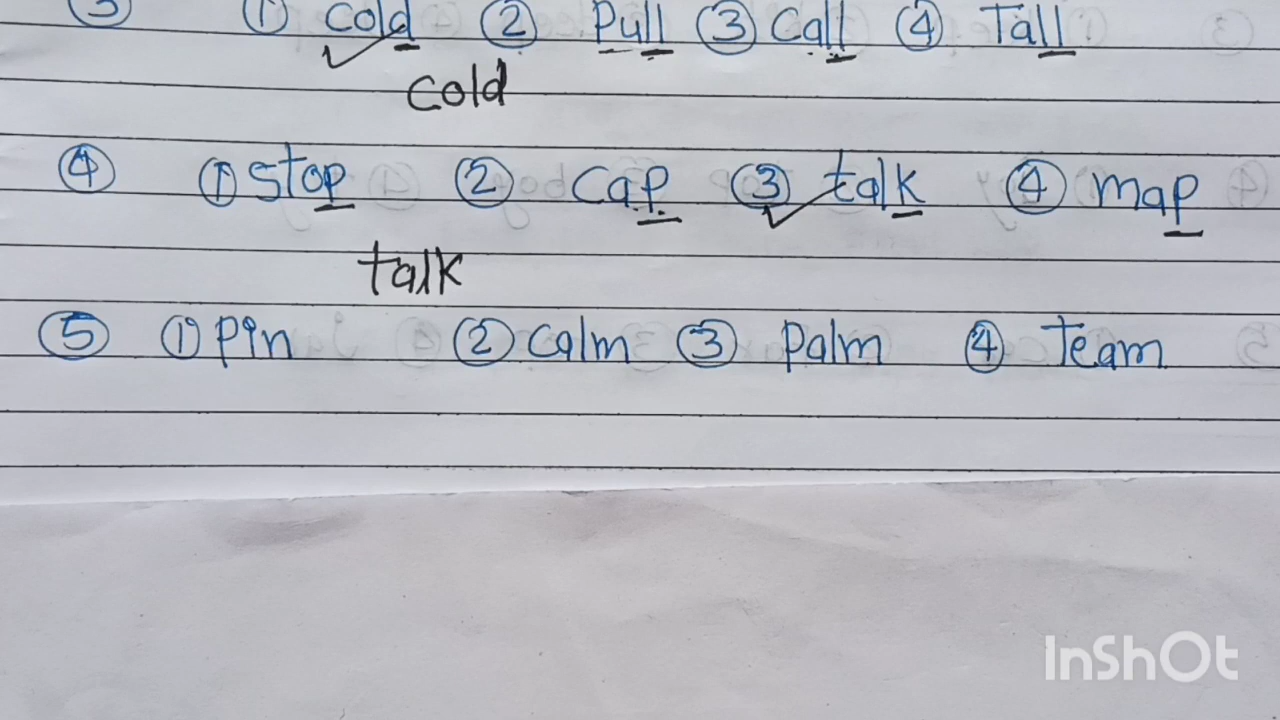 ③ ① cold ② Pull ③ Call ④ Tall
cold
④ ① stop ② Cap ③ talk ④ map
talk
⑤ ① Pin ② Calm ③ Palm ④ Team
InShOt